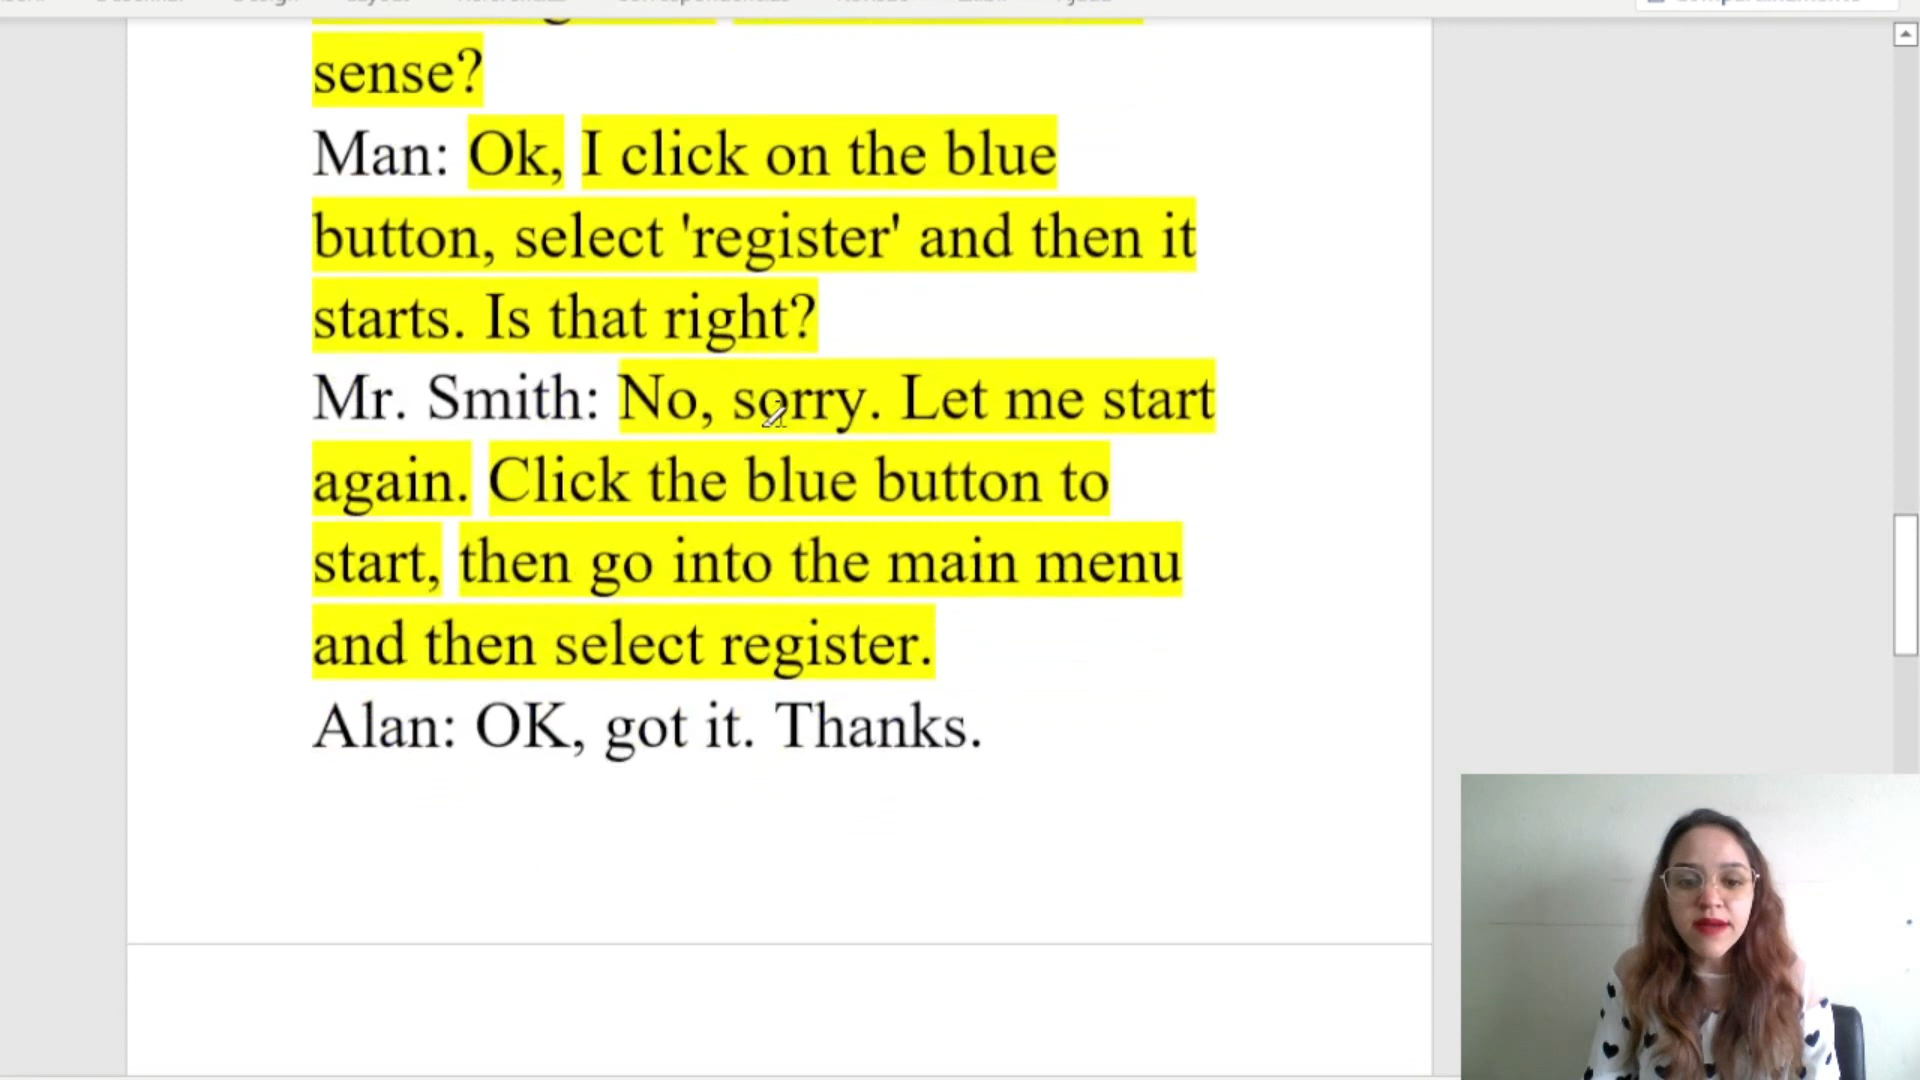 sense?
Man: Ok, I click on the blue
button, select 'register' and then it
starts. Is that right?
Mr. Smith: No, sorry. Let me start
again. Click the blue button to
start, then go into the main menu
and then select register.
Alan: OK, got it. Thanks.